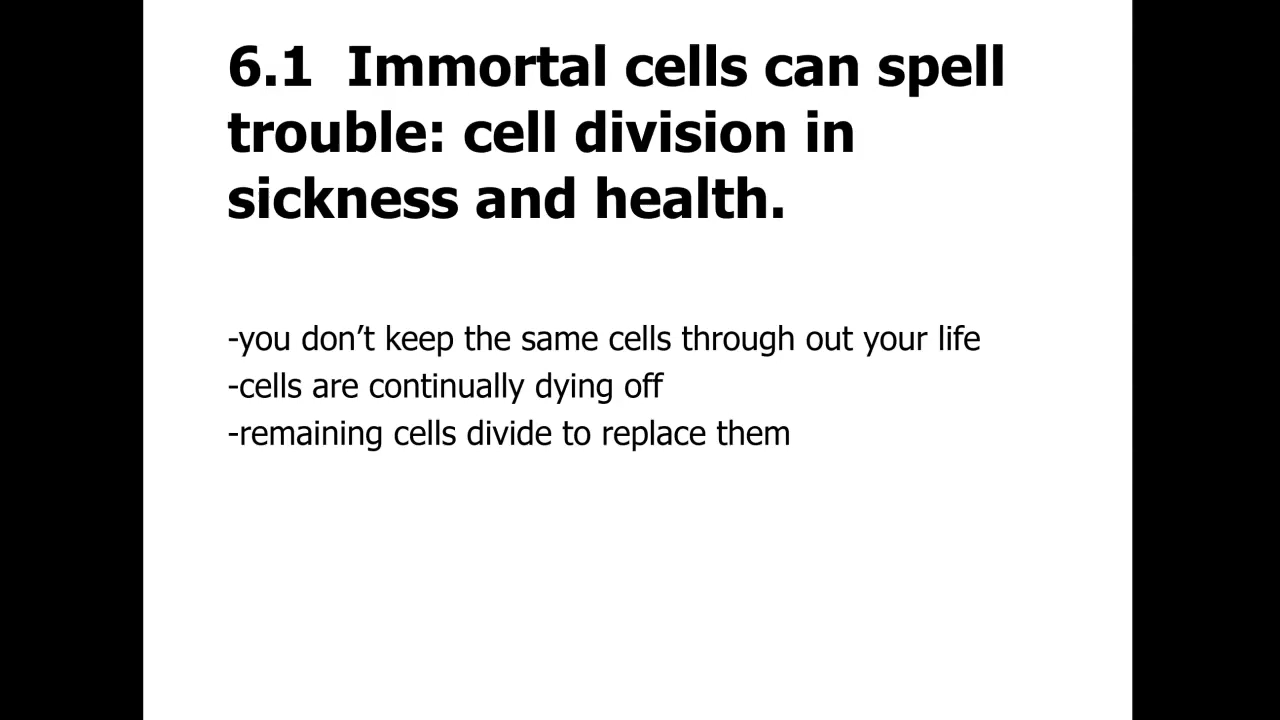 6.1  Immortal cells can spell
trouble: cell division in
sickness and health.
-you don’t keep the same cells through out your life
-cells are continually dying off
-remaining cells divide to replace them